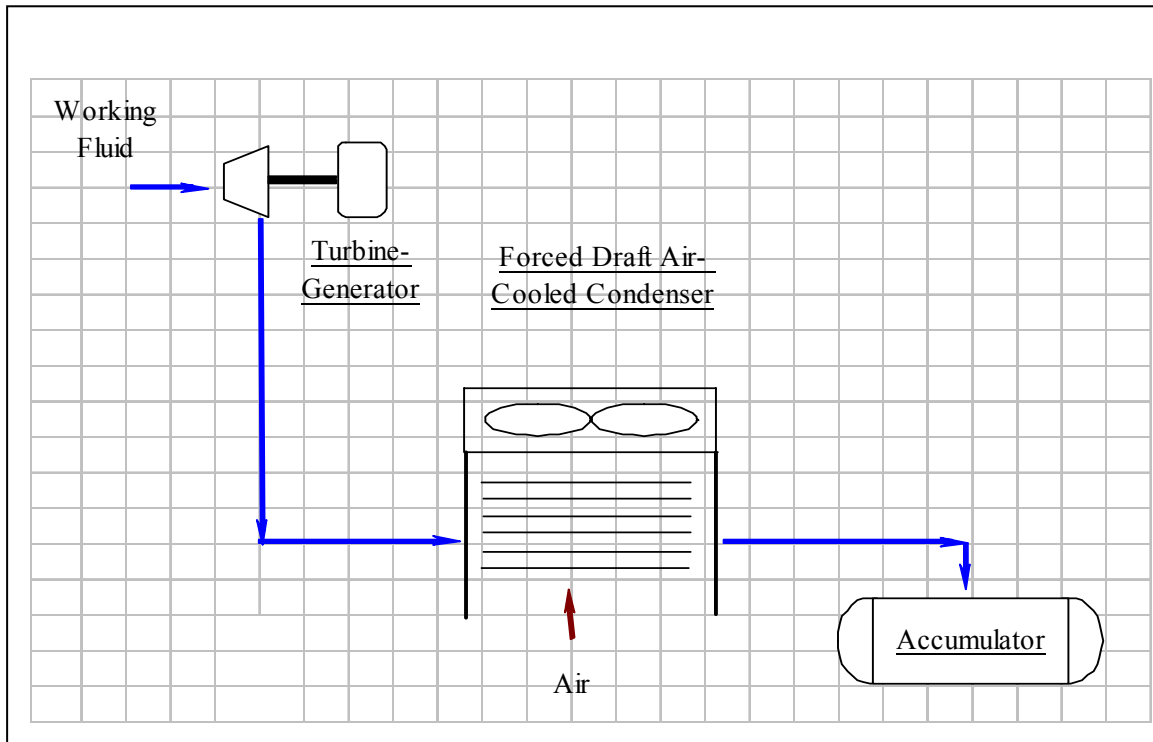 Working
Fluid
Turbine-
Generator
Forced Draft Air-
Cooled Condenser
Accumulator
Air